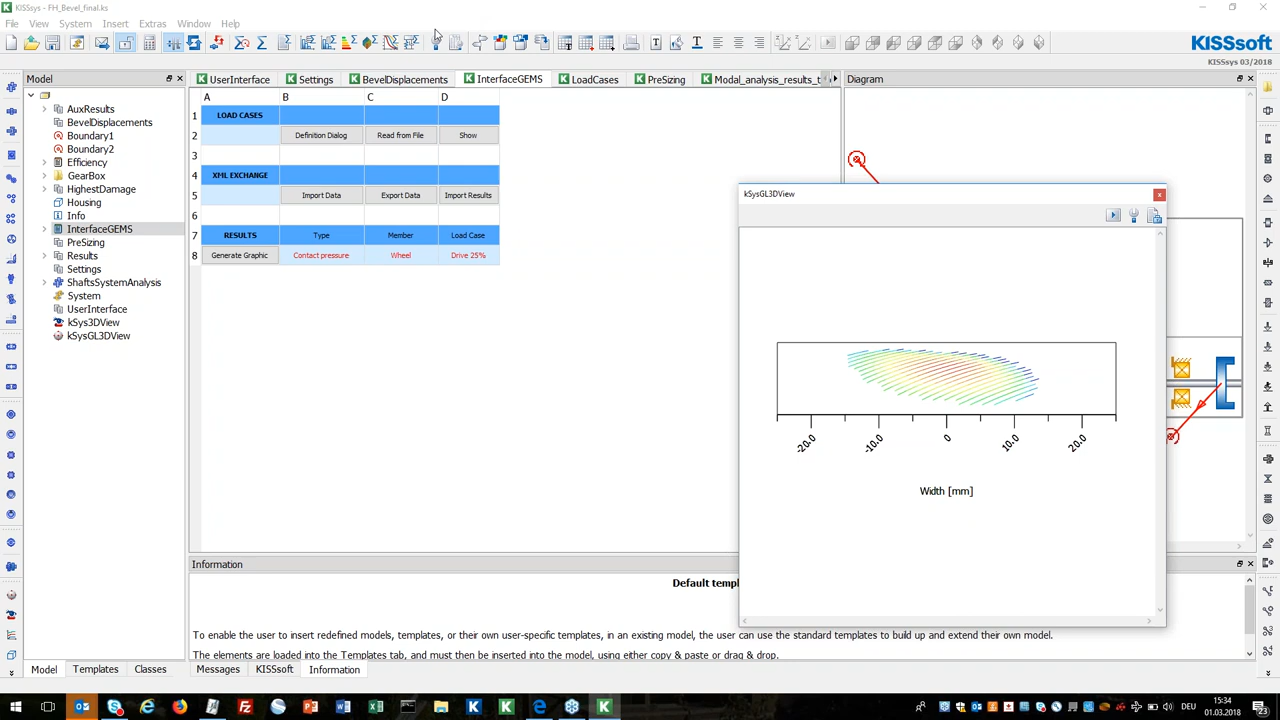 KISSsys - FH_Bevel_final.ks
File View System Insert Extras Window Help
KISSsoft
KISSsys 03/2018
Model
UserInterface Settings BevelDisplacements InterfaceGEMS LoadCases PreSizing Modal_analysis_results_t
Diagram
AuxResults
BevelDisplacements
Boundary1
Boundary2
Efficiency
GearBox
HighestDamage
Housing
Info
InterfaceGEMS
PreSizing
Results
Settings
ShaftsSystemAnalysis
System
UserInterface
kSys3DView
kSysGL3DView
A B C D
1 LOAD CASES
2 Definition Dialog Read from File Show
3
4 XML EXCHANGE
5 Import Data Export Data Import Results
6
7 RESULTS Type Member Load Case
8 Generate Graphic Contact pressure Wheel Drive 25%
kSysGL3DView
-20.0 -10.0 0 10.0 20.0
Width [mm]
Information
Default templ
To enable the user to insert redefined models, templates, or their own user-specific templates, in an existing model, the user can use the standard templates to build up and extend their own model.
The elements are loaded into the Templates tab, and must then be inserted into the model, using either copy & paste or drag & drop.
Model Templates Classes
Messages KISSsoft Information
DEU
15:34
01.03.2018